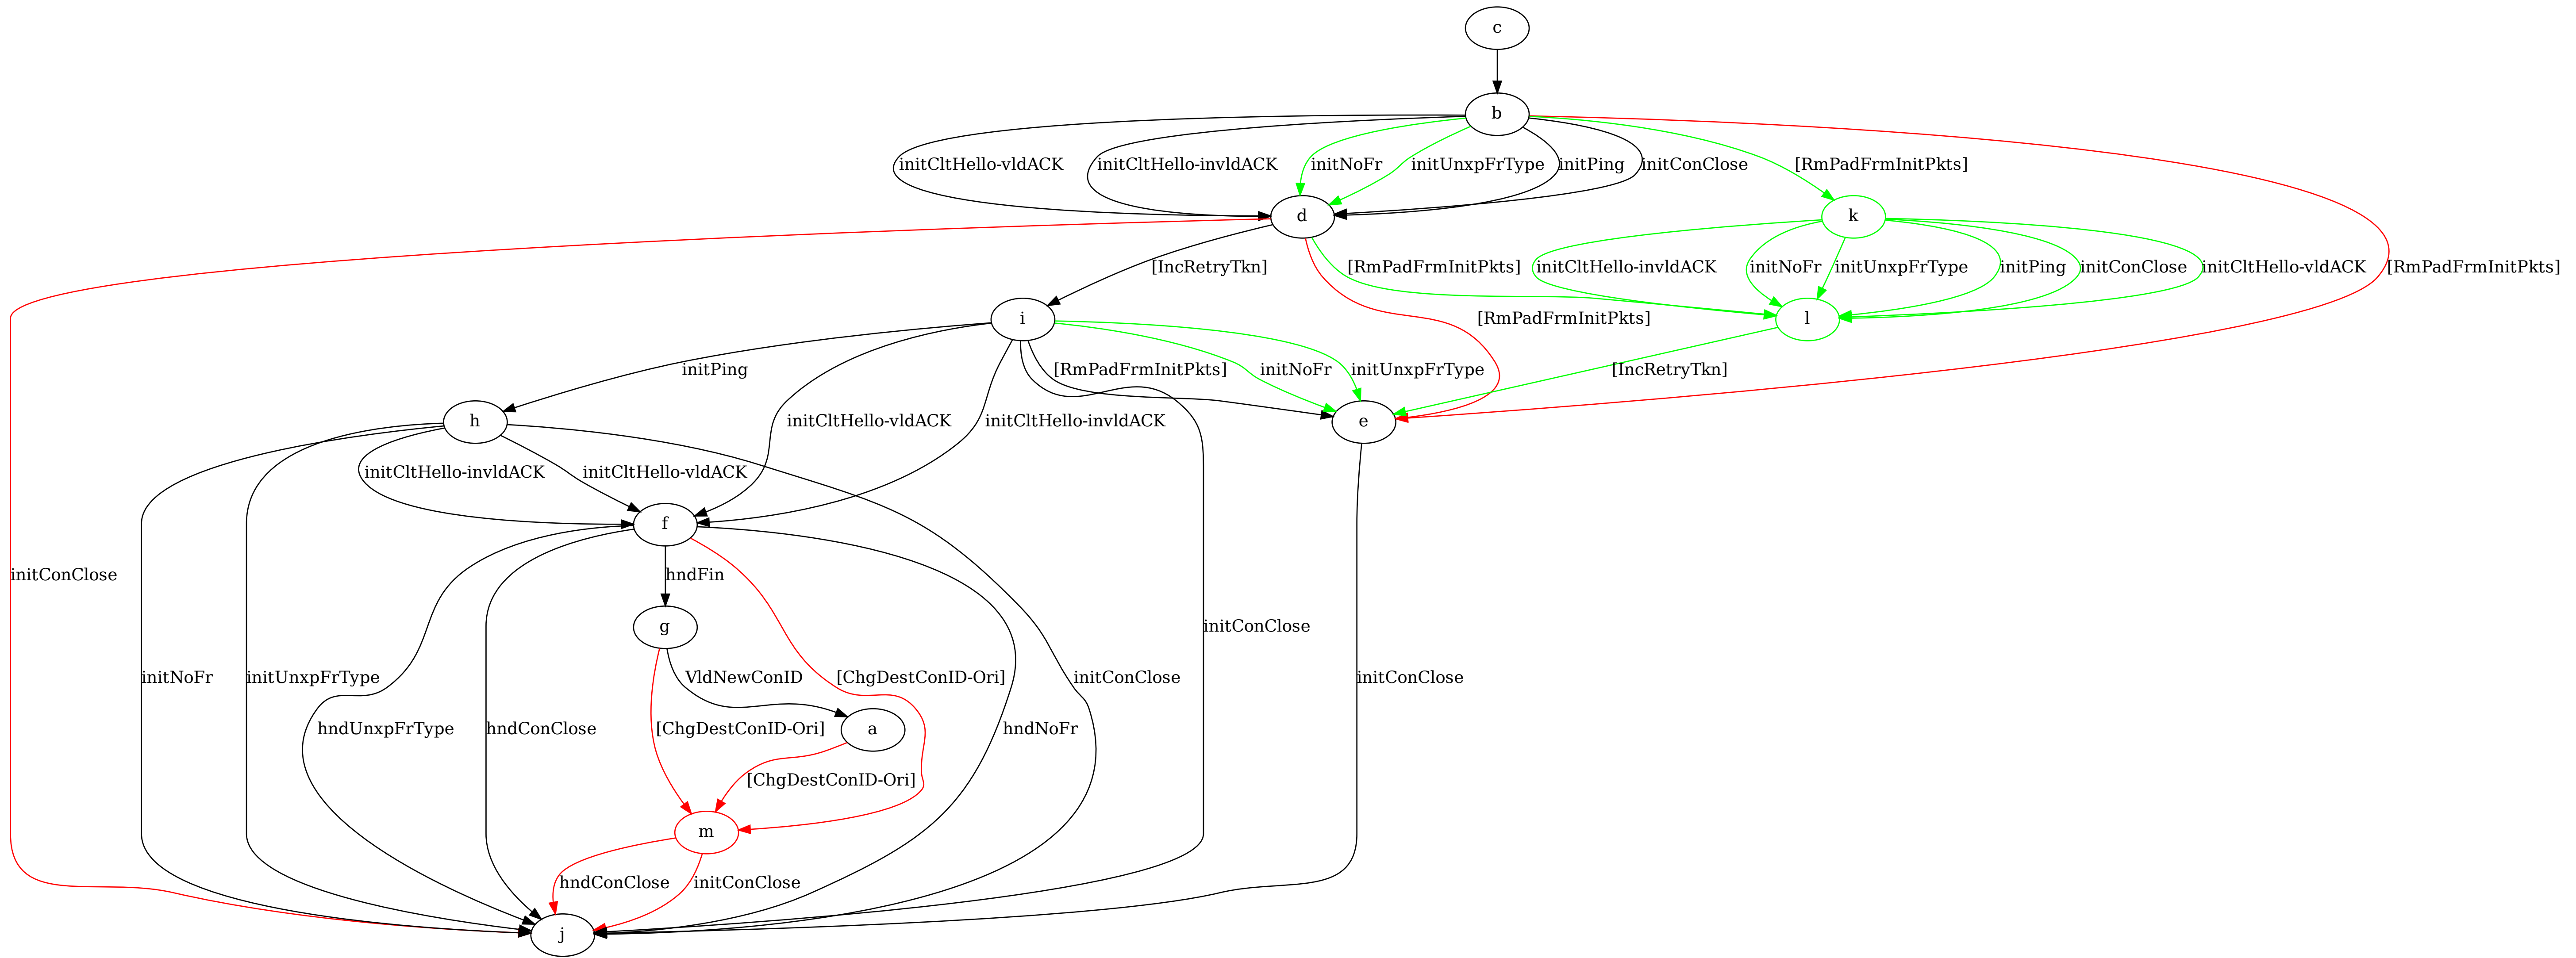 c
b
initCltHello-vldACK
initCltHello-invldACK
initNoFr
initUnxpFrType
initPing
initConClose
[RmPadFrmInitPkts]
d
k
[IncRetryTkn]
[RmPadFrmInitPkts]
initCltHello-invldACK
initNoFr
initUnxpFrType
initPing
initConClose
initCltHello-vldACK
[RmPadFrmInitPkts]
i
[RmPadFrmInitPkts]
l
initPing
[RmPadFrmInitPkts]
initNoFr
initUnxpFrType
[IncRetryTkn]
h
initCltHello-vldACK
initCltHello-invldACK
e
initCltHello-invldACK
initCltHello-vldACK
f
initConClose
hndFin
g
initConClose
initNoFr
initUnxpFrType
VldNewConID
[ChgDestConID-Ori]
initConClose
initConClose
hndUnxpFrType
hndConClose
[ChgDestConID-Ori]
a
hndNoFr
[ChgDestConID-Ori]
m
hndConClose
initConClose
j